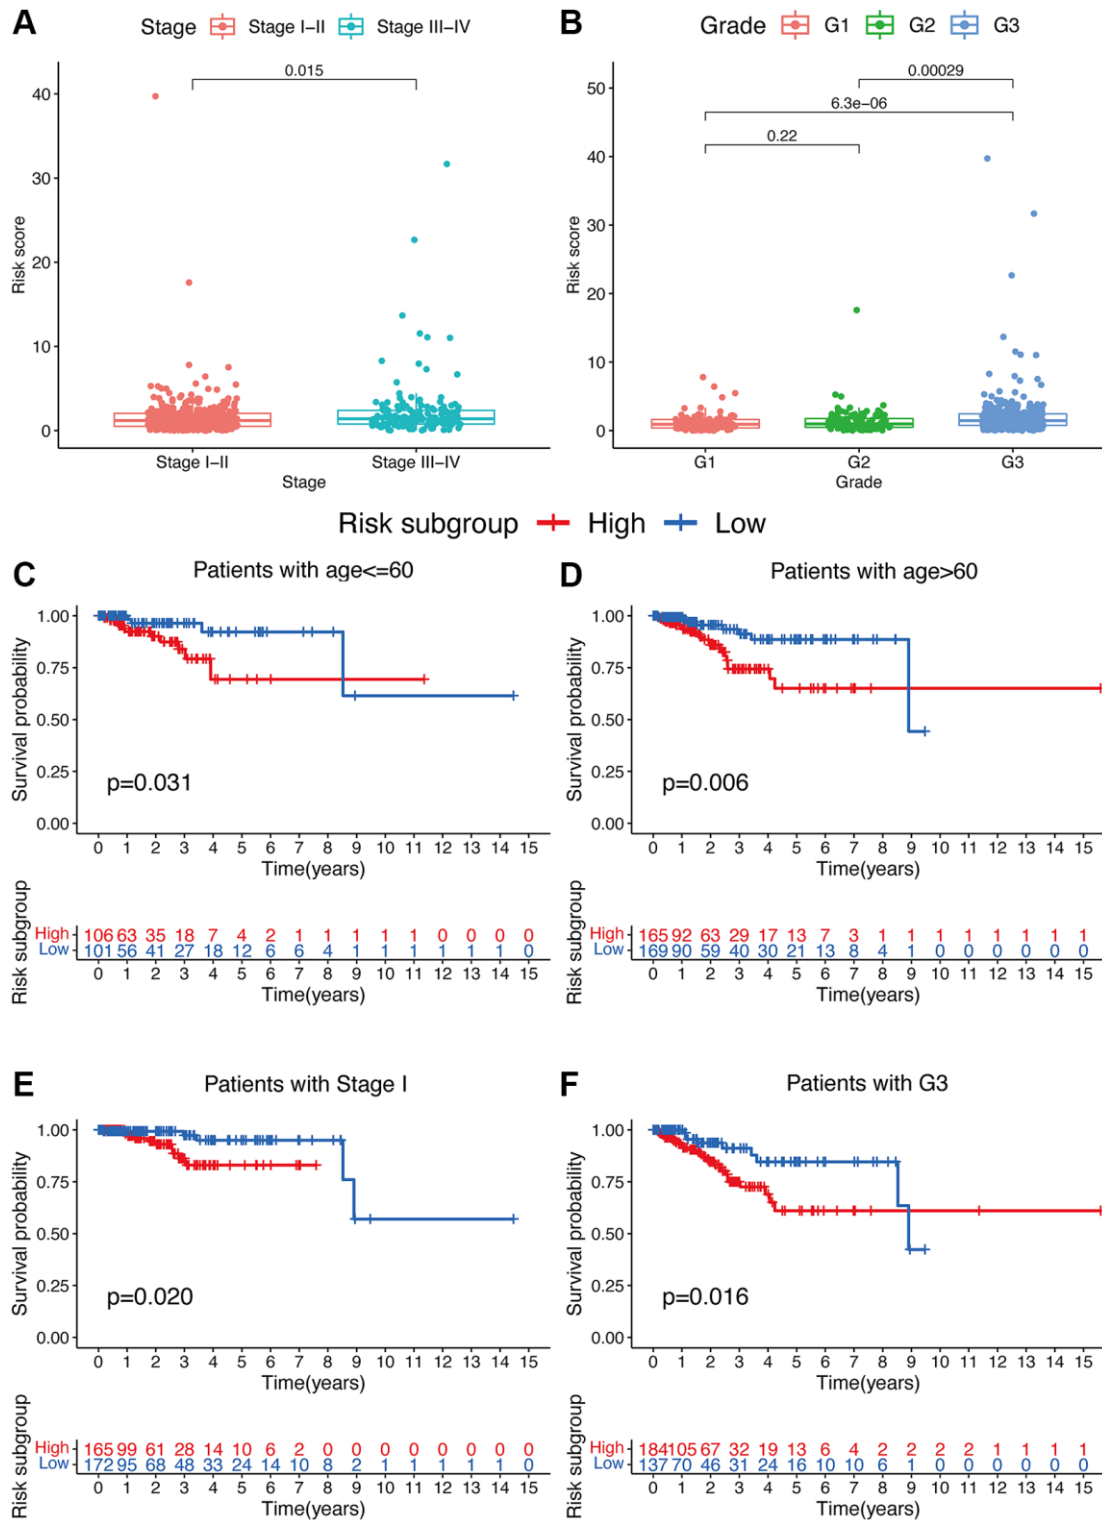 A
Stage Stage I–II Stage III–IV
0.015
40
30
20
10
0
Risk score
Stage I–II Stage III–IV
Stage
B
Grade G1 G2 G3
0.00029
6.3e−06
0.22
50
40
30
20
10
0
Risk score
G1 G2 G3
Grade
Risk subgroup High Low
C
Patients with age<=60
1.00
0.75
0.50
0.25
0.00
Survival probability
p=0.031
0 1 2 3 4 5 6 7 8 9 10 11 12 13 14 15
Time(years)
Risk subgroup
High 106 63 35 18 7 4 2 1 1 1 1 1 0 0 0 0
Low 101 56 41 27 18 12 6 6 4 1 1 1 1 1 1 0
0 1 2 3 4 5 6 7 8 9 10 11 12 13 14 15
Time(years)
D
Patients with age>60
1.00
0.75
0.50
0.25
0.00
Survival probability
p=0.006
0 1 2 3 4 5 6 7 8 9 10 11 12 13 14 15
Time(years)
Risk subgroup
High 165 92 63 29 17 13 7 3 1 1 1 1 1 1 1 1
Low 169 90 59 40 30 21 13 8 4 1 0 0 0 0 0 0
0 1 2 3 4 5 6 7 8 9 10 11 12 13 14 15
Time(years)
E
Patients with Stage I
1.00
0.75
0.50
0.25
0.00
Survival probability
p=0.020
0 1 2 3 4 5 6 7 8 9 10 11 12 13 14 15
Time(years)
Risk subgroup
High 165 99 61 28 14 10 6 2 0 0 0 0 0 0 0 0
Low 172 95 68 48 33 24 14 10 8 2 1 1 1 1 1 0
0 1 2 3 4 5 6 7 8 9 10 11 12 13 14 15
Time(years)
F
Patients with G3
1.00
0.75
0.50
0.25
0.00
Survival probability
p=0.016
0 1 2 3 4 5 6 7 8 9 10 11 12 13 14 15
Time(years)
Risk subgroup
High 184 105 67 32 19 13 6 4 2 2 2 2 1 1 1 1
Low 137 70 46 31 24 16 10 10 6 1 0 0 0 0 0 0
0 1 2 3 4 5 6 7 8 9 10 11 12 13 14 15
Time(years)